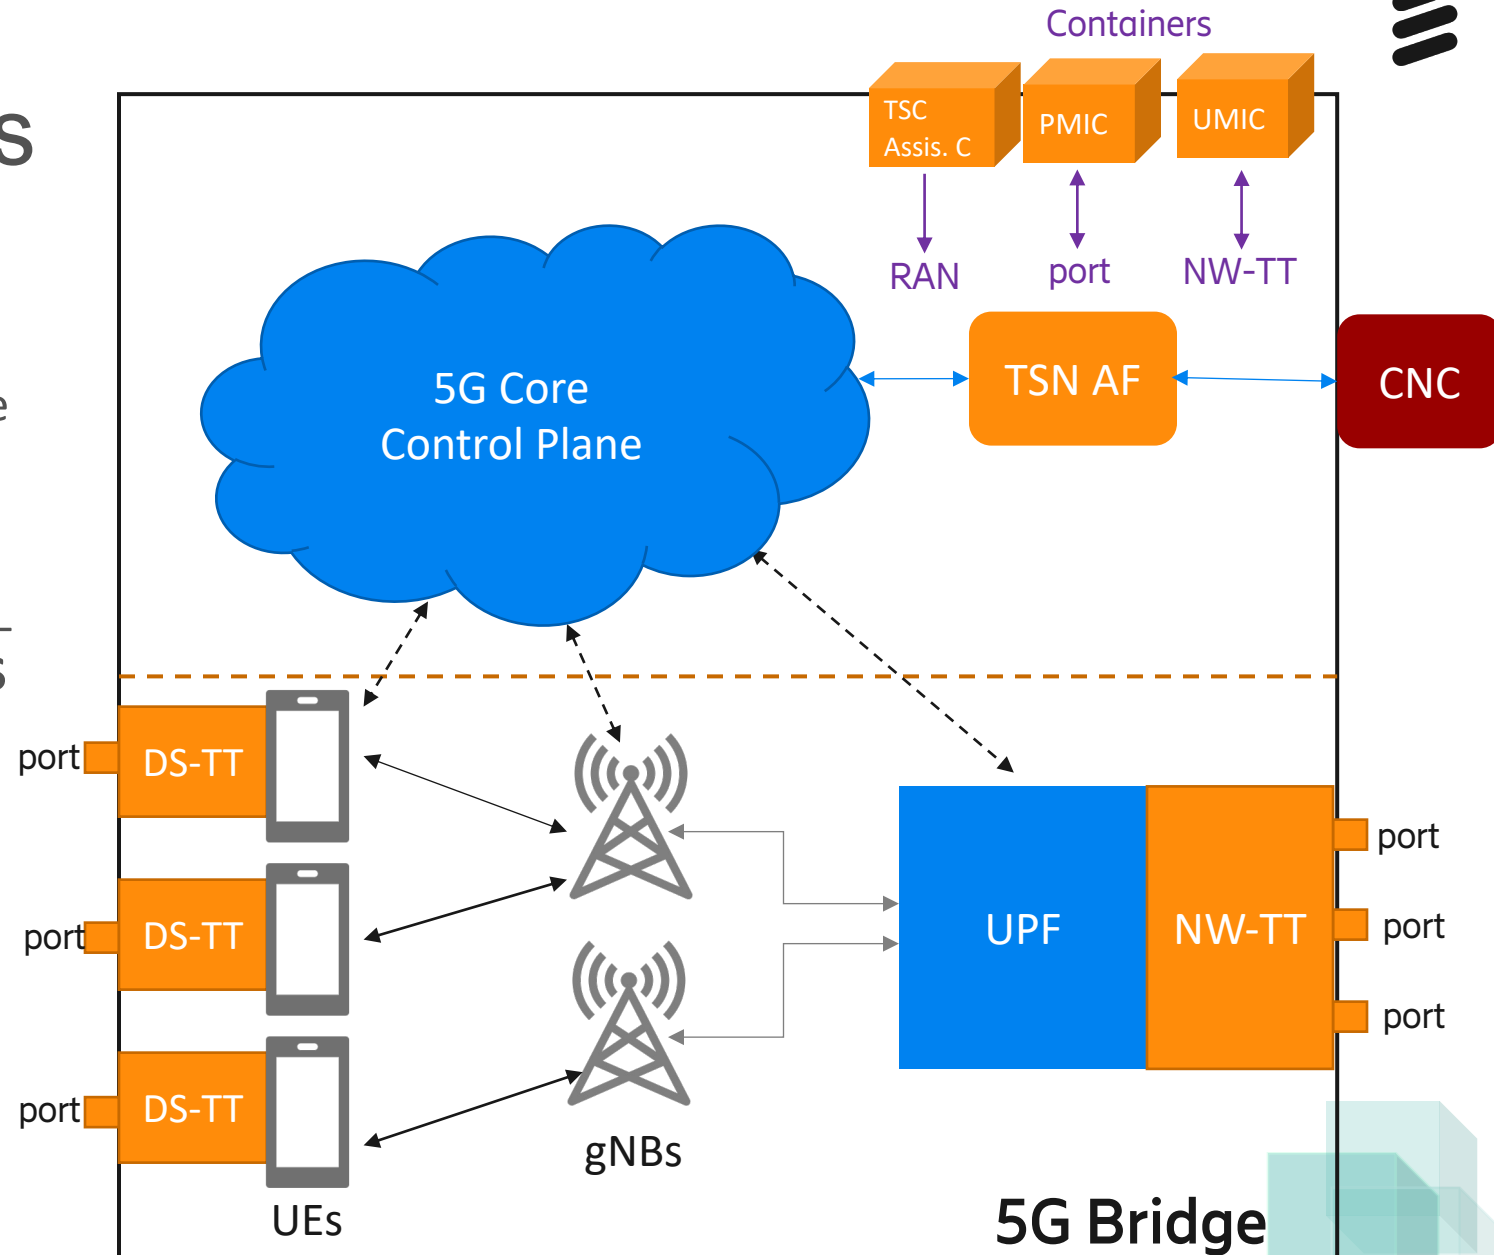 Containers
TSC
Assis. C
PMIC
UMIC
RAN
port
NW-TT
5G Core
Control Plane
TSN AF
CNC
port
DS-TT
port
DS-TT
port
DS-TT
UPF
NW-TT
port
port
port
gNBs
UEs
5G Bridge